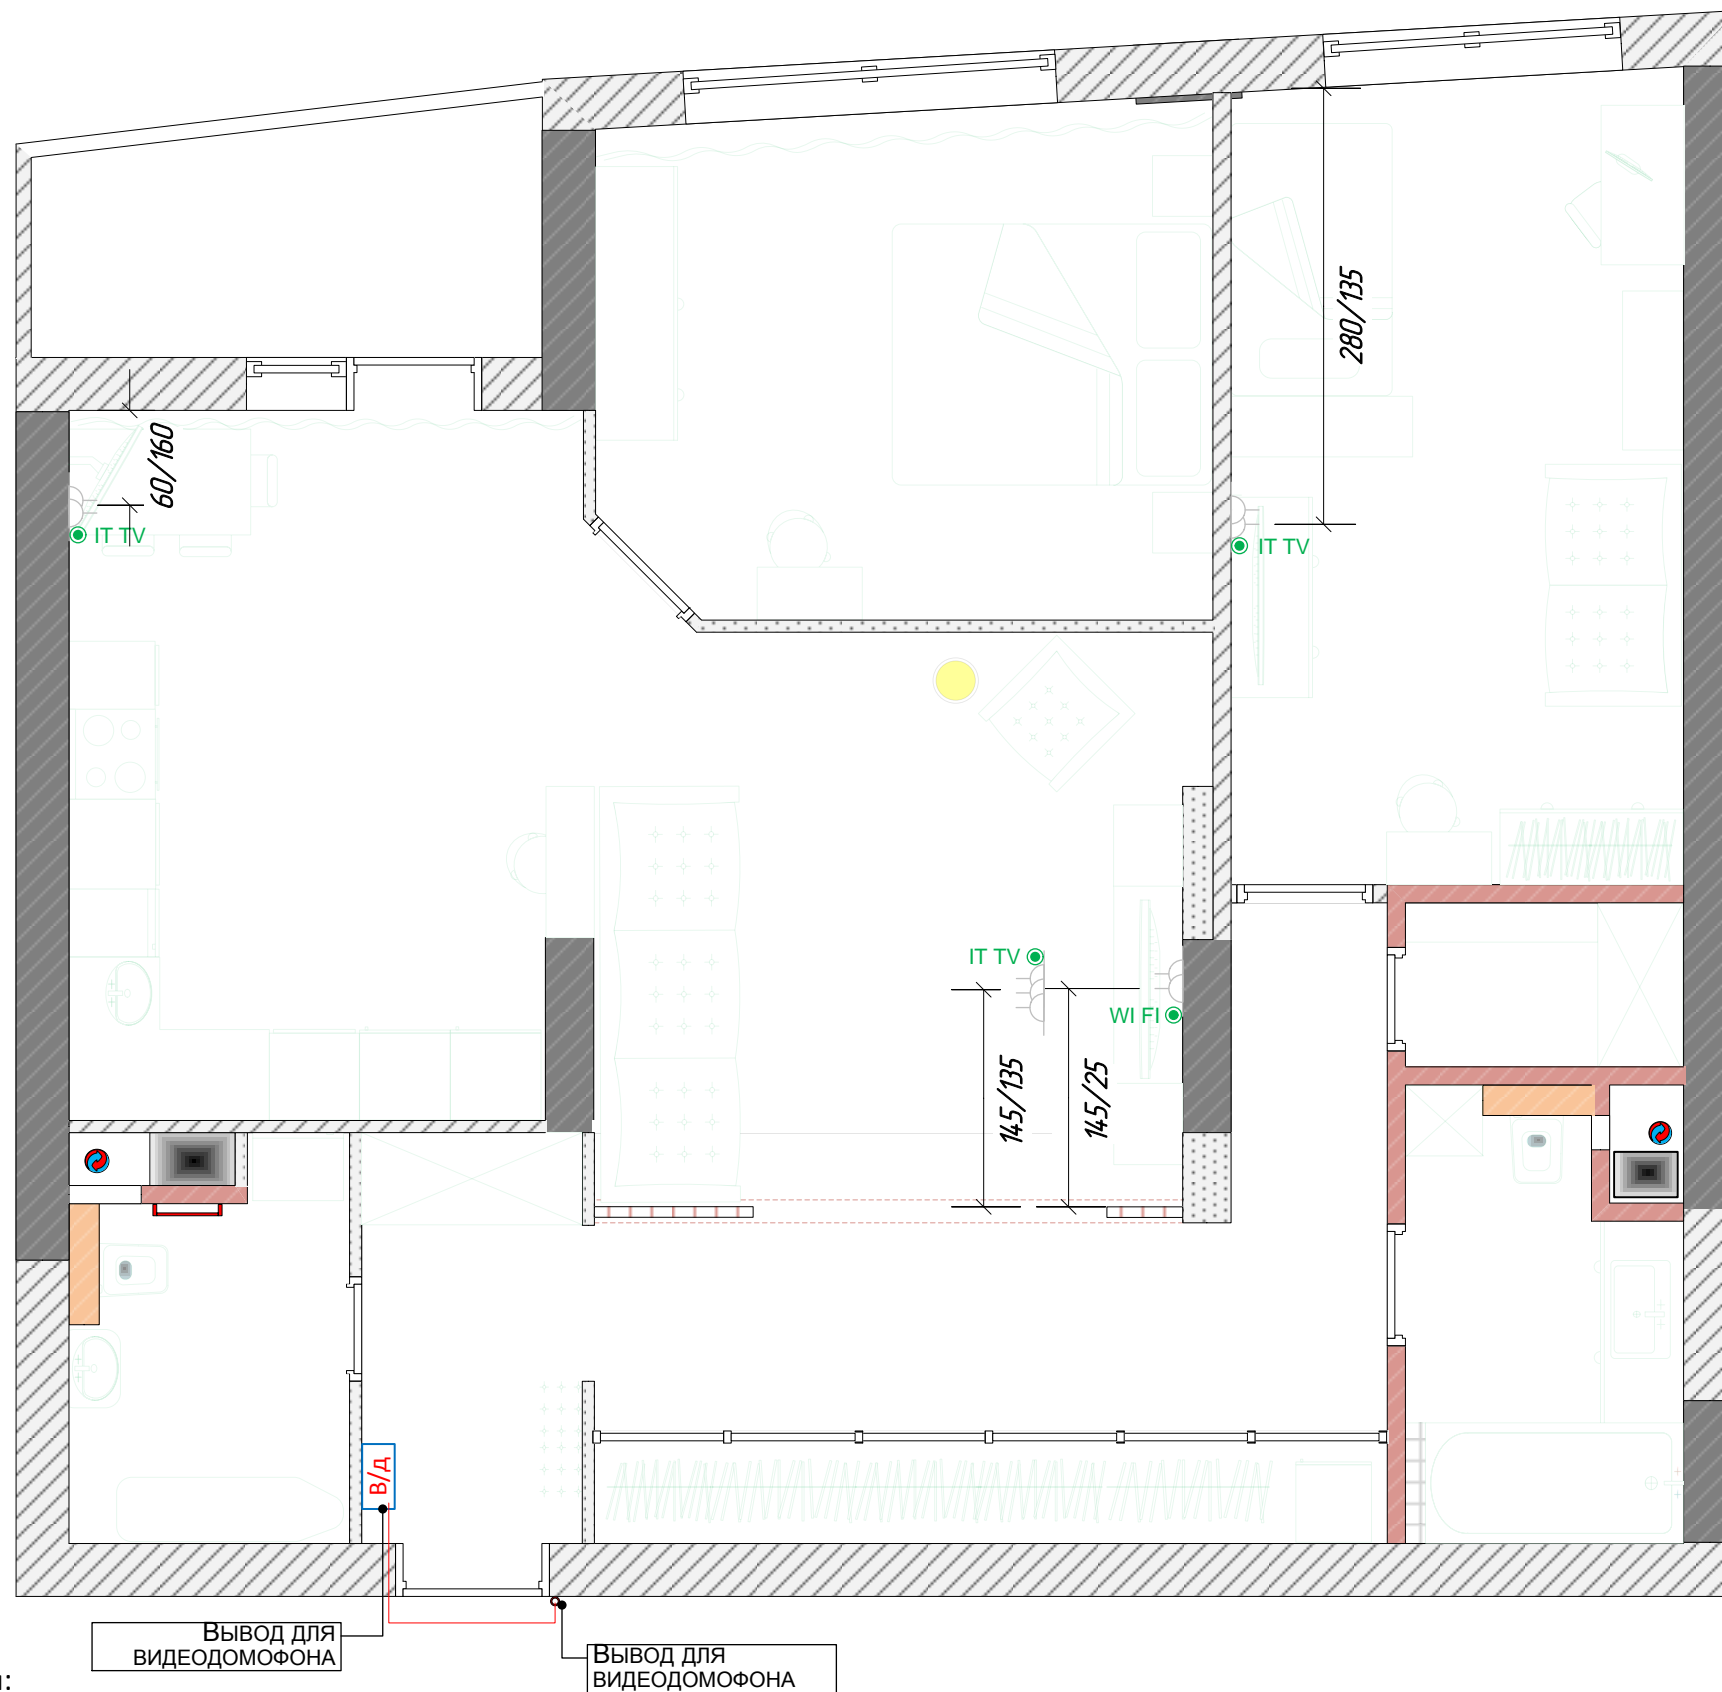 280/135
60/160
IT TV
IT TV
IT TV
WI FI
145/135
145/25
В/д
Вывод для
видеодомофона
Вывод для
видеодомофона